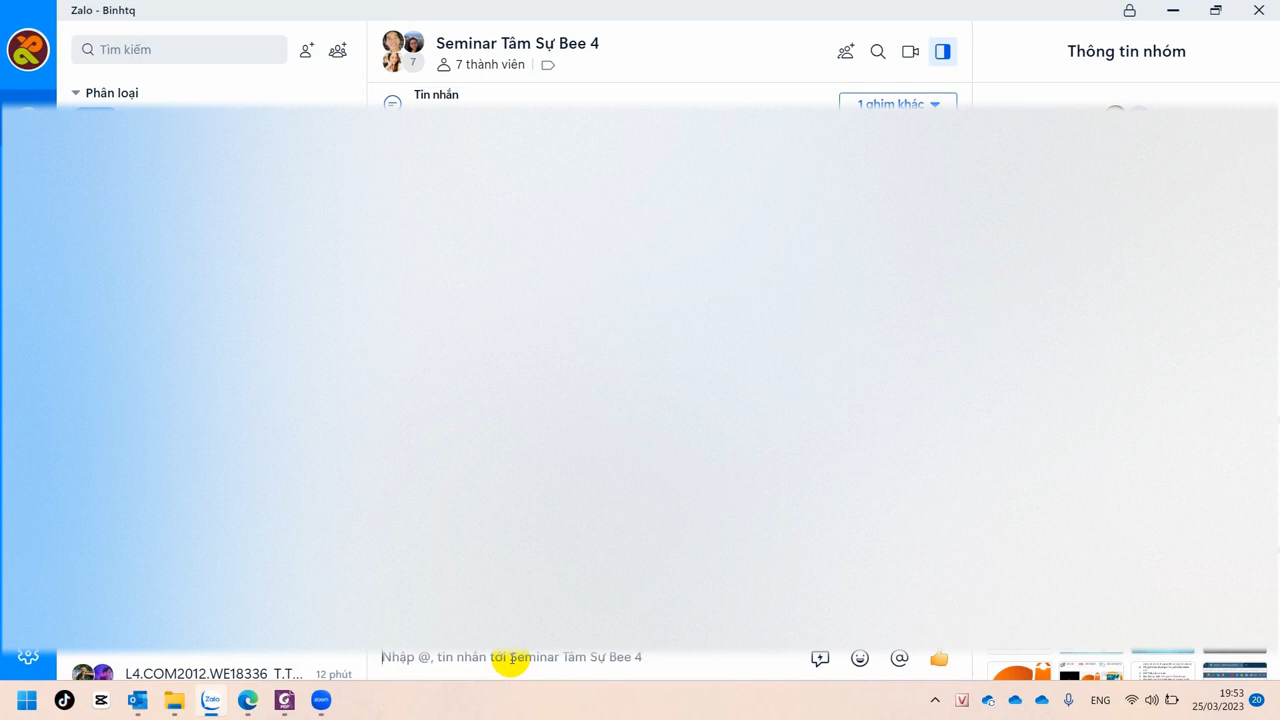 Zalo - Binhtq
Tìm kiếm
Seminar Tâm Sự Bee 4
7
7 thành viên
Thông tin nhóm
Phân loại
Tin nhắn
1 ghim khác
Nhập @, tin nhắn tới Seminar Tâm Sự Bee 4
L4.COM2012.WE18336_T.T...
12 phút
Zalo
zoom
V
ENG
19:53
25/03/2023
20